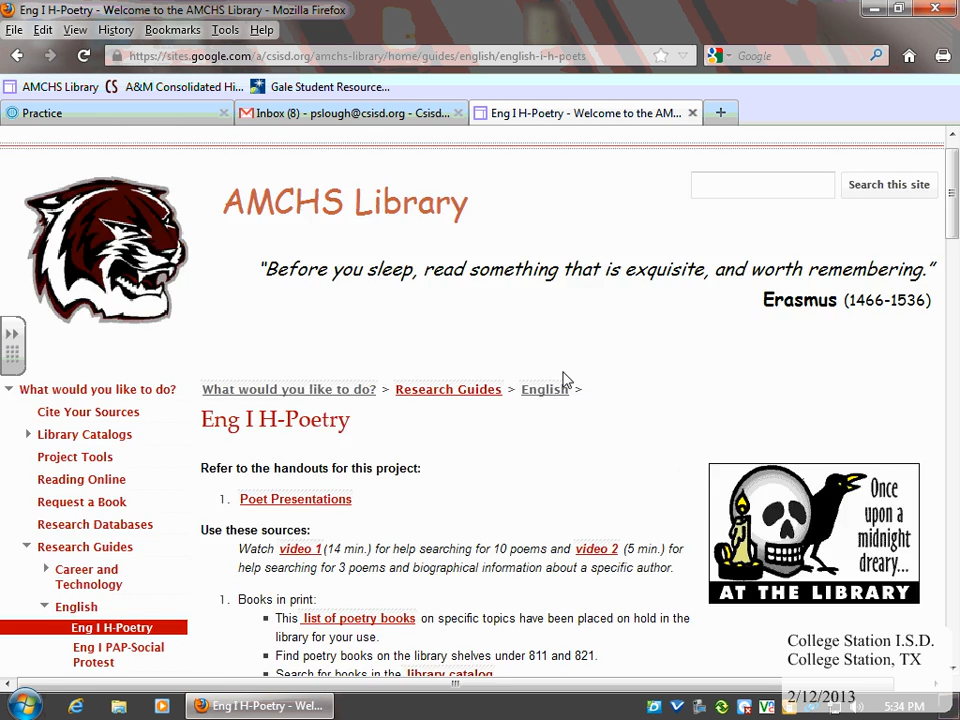 Eng I H-Poetry - Welcome to the AMCHS Library - Mozilla Firefox
File Edit View History Bookmarks Tools Help
https://sites.google.com/a/csisd.org/amchs-library/home/guides/english/english-i-h-poets
Google
AMCHS Library A&M Consolidated Hi... Gale Student Resource...
Practice
Inbox (8) - pslough@csisd.org - Csisd...
Eng I H-Poetry - Welcome to the AM...
AMCHS Library
Search this site
"Before you sleep, read something that is exquisite, and worth remembering."
Erasmus (1466-1536)
What would you like to do?
Cite Your Sources
Library Catalogs
Project Tools
Reading Online
Request a Book
Research Databases
Research Guides
Career and
Technology
English
Eng I H-Poetry
Eng I PAP-Social
Protest
What would you like to do? > Research Guides > English >
Eng I H-Poetry
Refer to the handouts for this project:
1. Poet Presentations
Use these sources:
Watch video 1 (14 min.) for help searching for 10 poems and video 2 (5 min.) for
help searching for 3 poems and biographical information about a specific author.
1. Books in print:
This list of poetry books on specific topics have been placed on hold in the
library for your use.
Find poetry books on the library shelves under 811 and 821.
Search for books in the library catalog
Once
upon a
midnight
dreary...
AT THE LIBRARY
College Station I.S.D.
College Station, TX
2/12/2013
Eng I H-Poetry - Wel...
5:34 PM